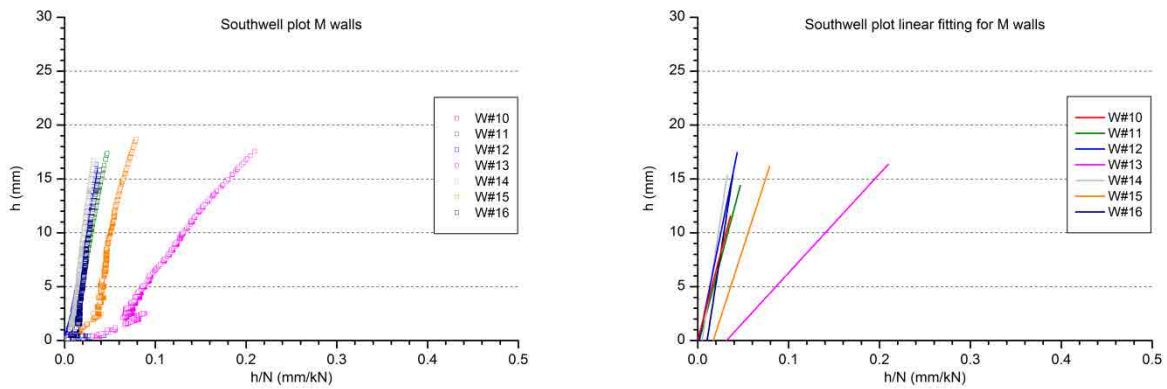 Southwell plot M walls
30
25
20
15
10
5
0
h (mm)
W#10
W#11
W#12
W#13
W#14
W#15
W#16
0.0 0.1 0.2 0.3 0.4 0.5
h/N (mm/kN)
Southwell plot linear fitting for M walls
30
25
20
15
10
5
0
h (mm)
W#10
W#11
W#12
W#13
W#14
W#15
W#16
0.0 0.1 0.2 0.3 0.4 0.5
h/N (mm/kN)